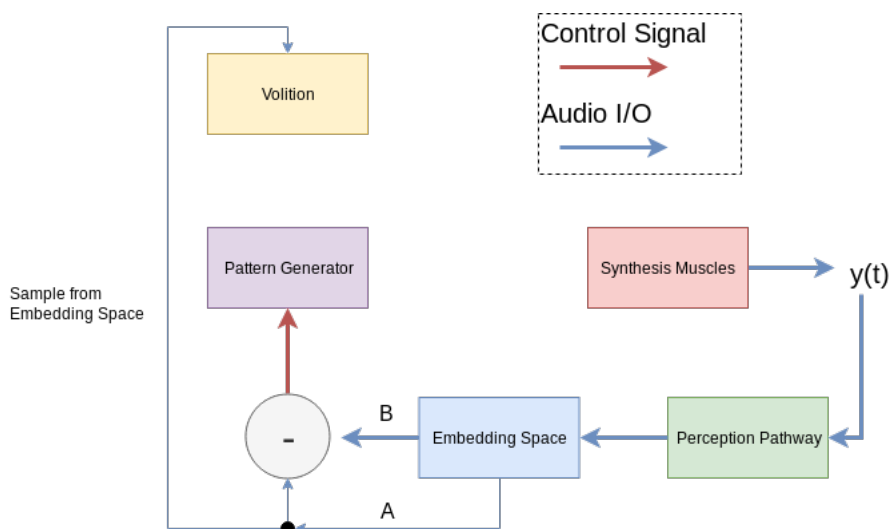 Control Signal
Volition
Audio I/O
Pattern Generator
Synthesis Muscles
y(t)
Sample from
Embedding Space
B
-
Embedding Space
Perception Pathway
A